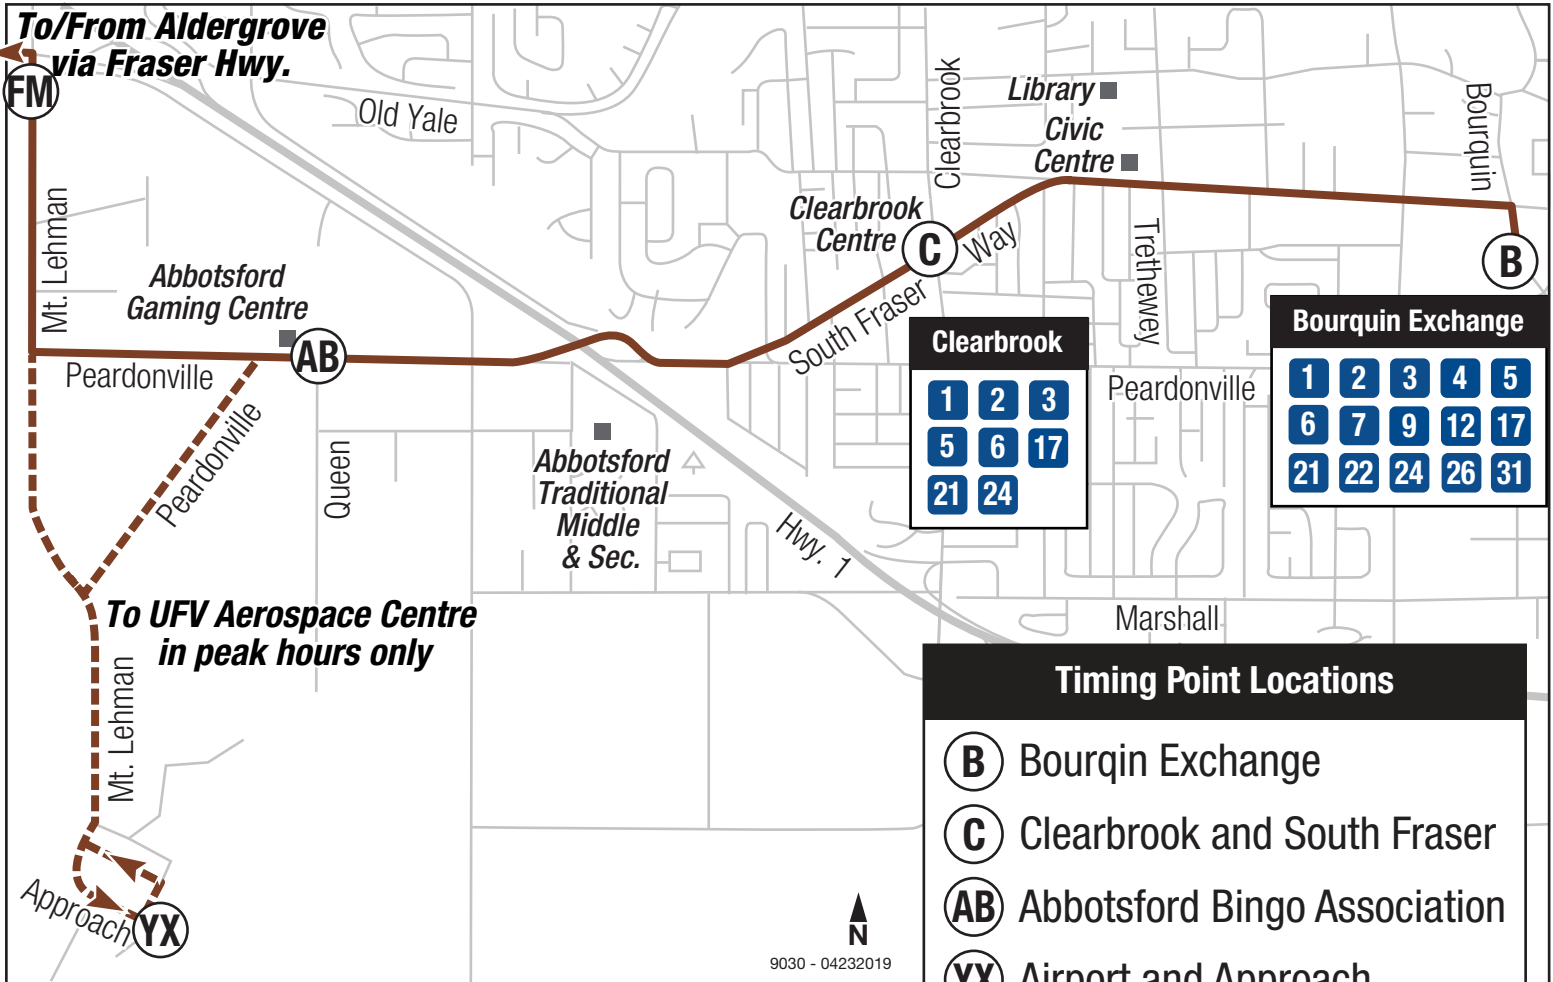 To/From Aldergrove
via Fraser Hwy.
FM
Old Yale
Clearbrook
Library
Civic
Centre
Bourquin
Mt. Lehman
Clearbrook
Centre
C
Way
Trethewey
B
Abbotsford
Gaming Centre
AB
Peardonville
South Fraser
Clearbrook
1 2 3
5 6 17
21 24
Peardonville
Bourquin Exchange
1 2 3 4 5
6 7 9 12 17
21 22 24 26 31
Peardonville
Queen
Abbotsford
Traditional
Middle
& Sec.
Hwy. 1
To UFV Aerospace Centre
in peak hours only
Marshall
Mt. Lehman
Approach
YX
N
9030 - 04232019
Timing Point Locations
B Bourqin Exchange
C Clearbrook and South Fraser
AB Abbotsford Bingo Association
YX Airport and Approach